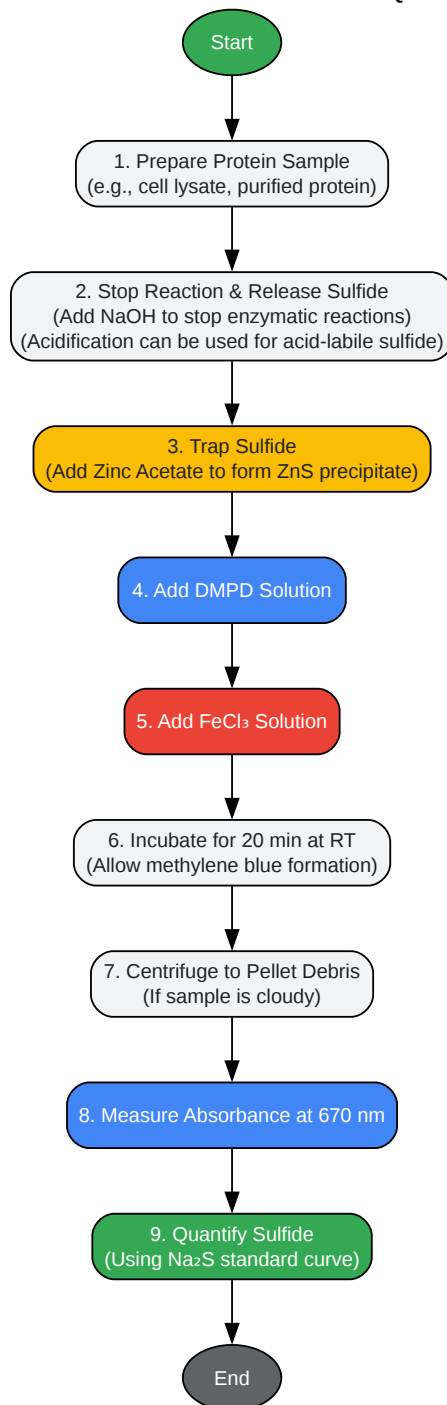 Start
1. Prepare Protein Sample
(e.g., cell lysate, purified protein)
2. Stop Reaction & Release Sulfide
(Add NaOH to stop enzymatic reactions)
(Acidification can be used for acid-labile sulfide)
3. Trap Sulfide
(Add Zinc Acetate to form ZnS precipitate)
4. Add DMPD Solution
5. Add FeCl₃ Solution
6. Incubate for 20 min at RT
(Allow methylene blue formation)
7. Centrifuge to Pellet Debris
(If sample is cloudy)
8. Measure Absorbance at 670 nm
9. Quantify Sulfide
(Using Na₂S standard curve)
End